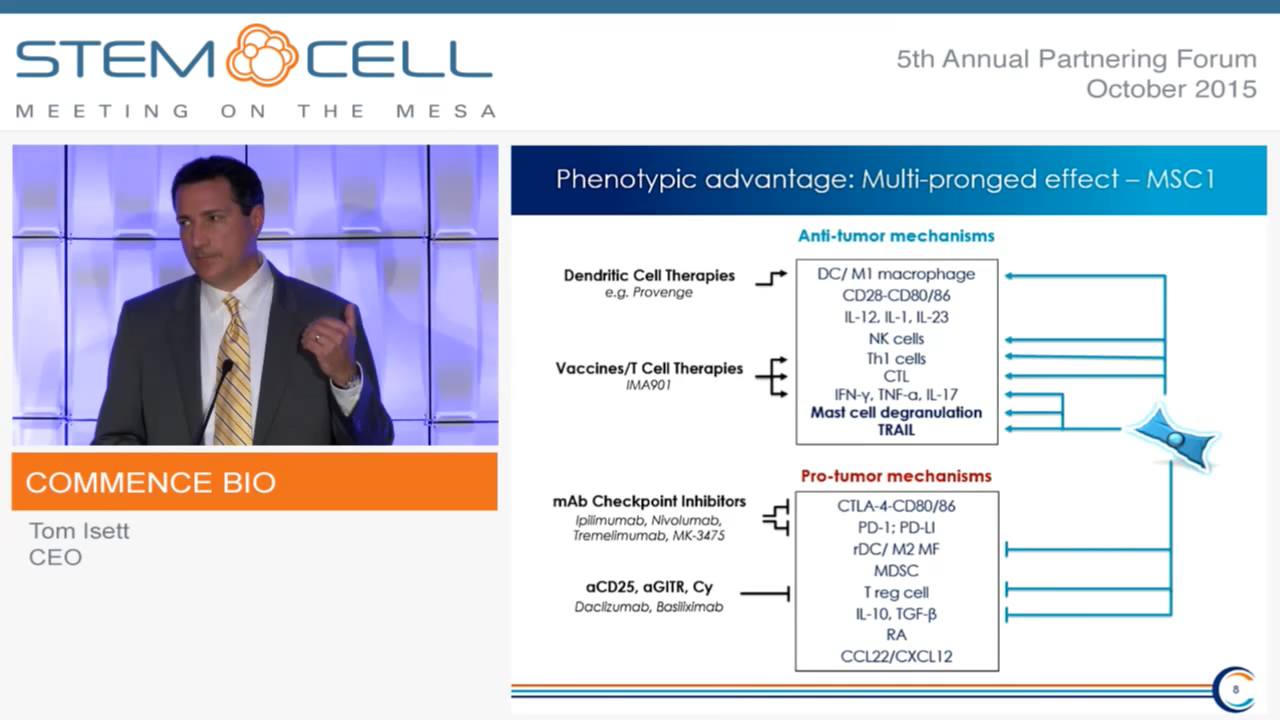 STEM CELL
MEETING ON THE MESA
5th Annual Partnering Forum
October 2015
COMMENCE BIO
Tom Isett
CEO
Phenotypic advantage: Multi-pronged effect – MSC1
Anti-tumor mechanisms
Dendritic Cell Therapies
e.g. Provenge
Vaccines/T Cell Therapies
IMA901
DC/ M1 macrophage
CD28-CD80/86
IL-12, IL-1, IL-23
NK cells
Th1 cells
CTL
IFN-γ, TNF-α, IL-17
Mast cell degranulation
TRAIL
Pro-tumor mechanisms
mAb Checkpoint Inhibitors
Ipilimumab, Nivolumab,
Tremelimumab, MK-3475
aCD25, aGITR, Cy
Daclizumab, Basiliximab
CTLA-4-CD80/86
PD-1; PD-LI
rDC/ M2 MF
MDSC
T reg cell
IL-10, TGF-β
RA
CCL22/CXCL12
8